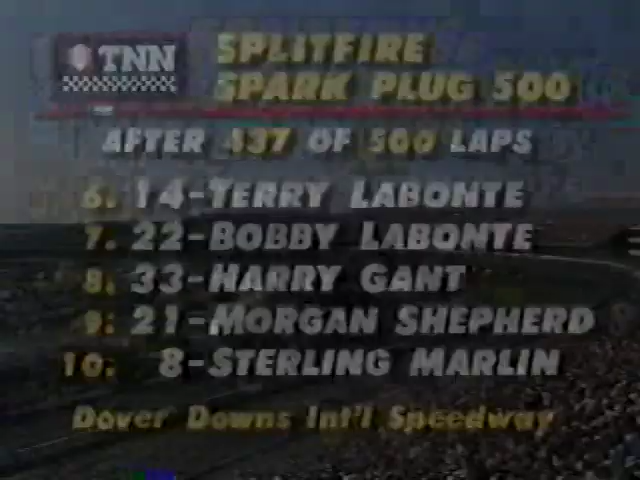 TNN
SPLITFIRE
SPARK PLUG 500
AFTER 437 OF 500 LAPS
6. 14-TERRY LABONTE
7. 22-BOBBY LABONTE
8. 33-HARRY GANT
9. 21-MORGAN SHEPHERD
10. 8-STERLING MARLIN
Dover Downs Int'l Speedway